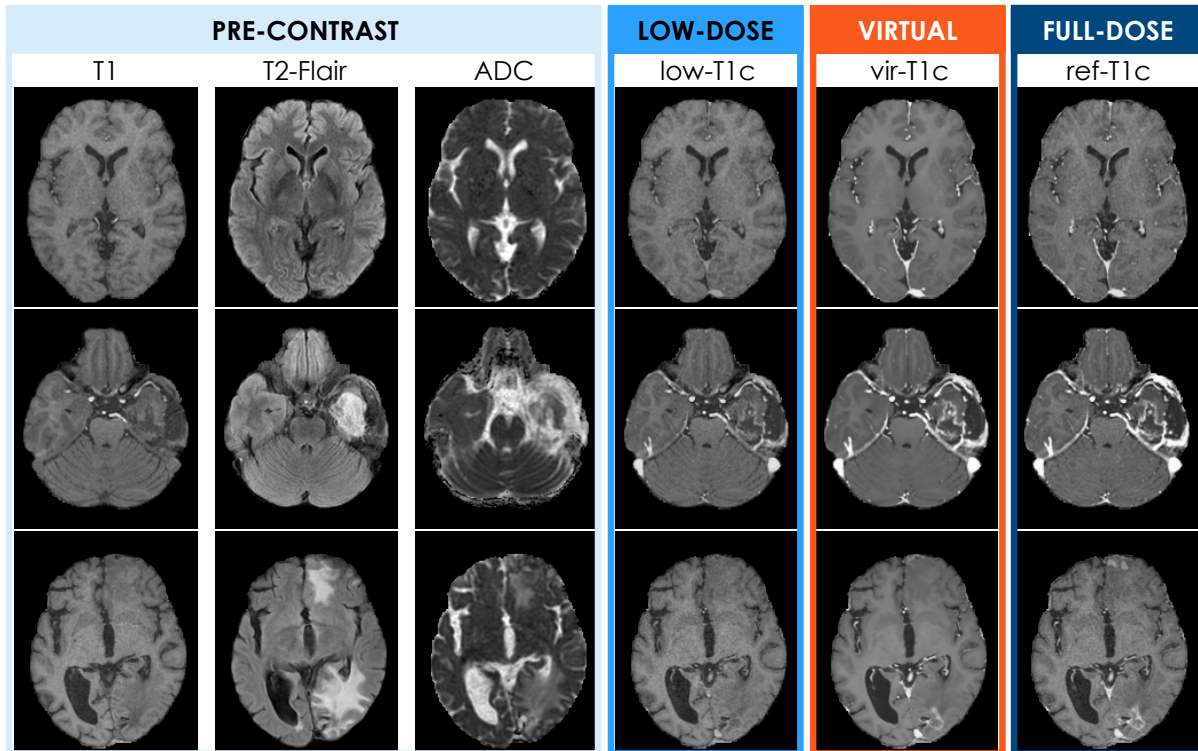 PRE-CONTRAST LOW-DOSE VIRTUAL FULL-DOSE
T1 T2-Flair ADC low-T1c vir-T1c ref-T1c